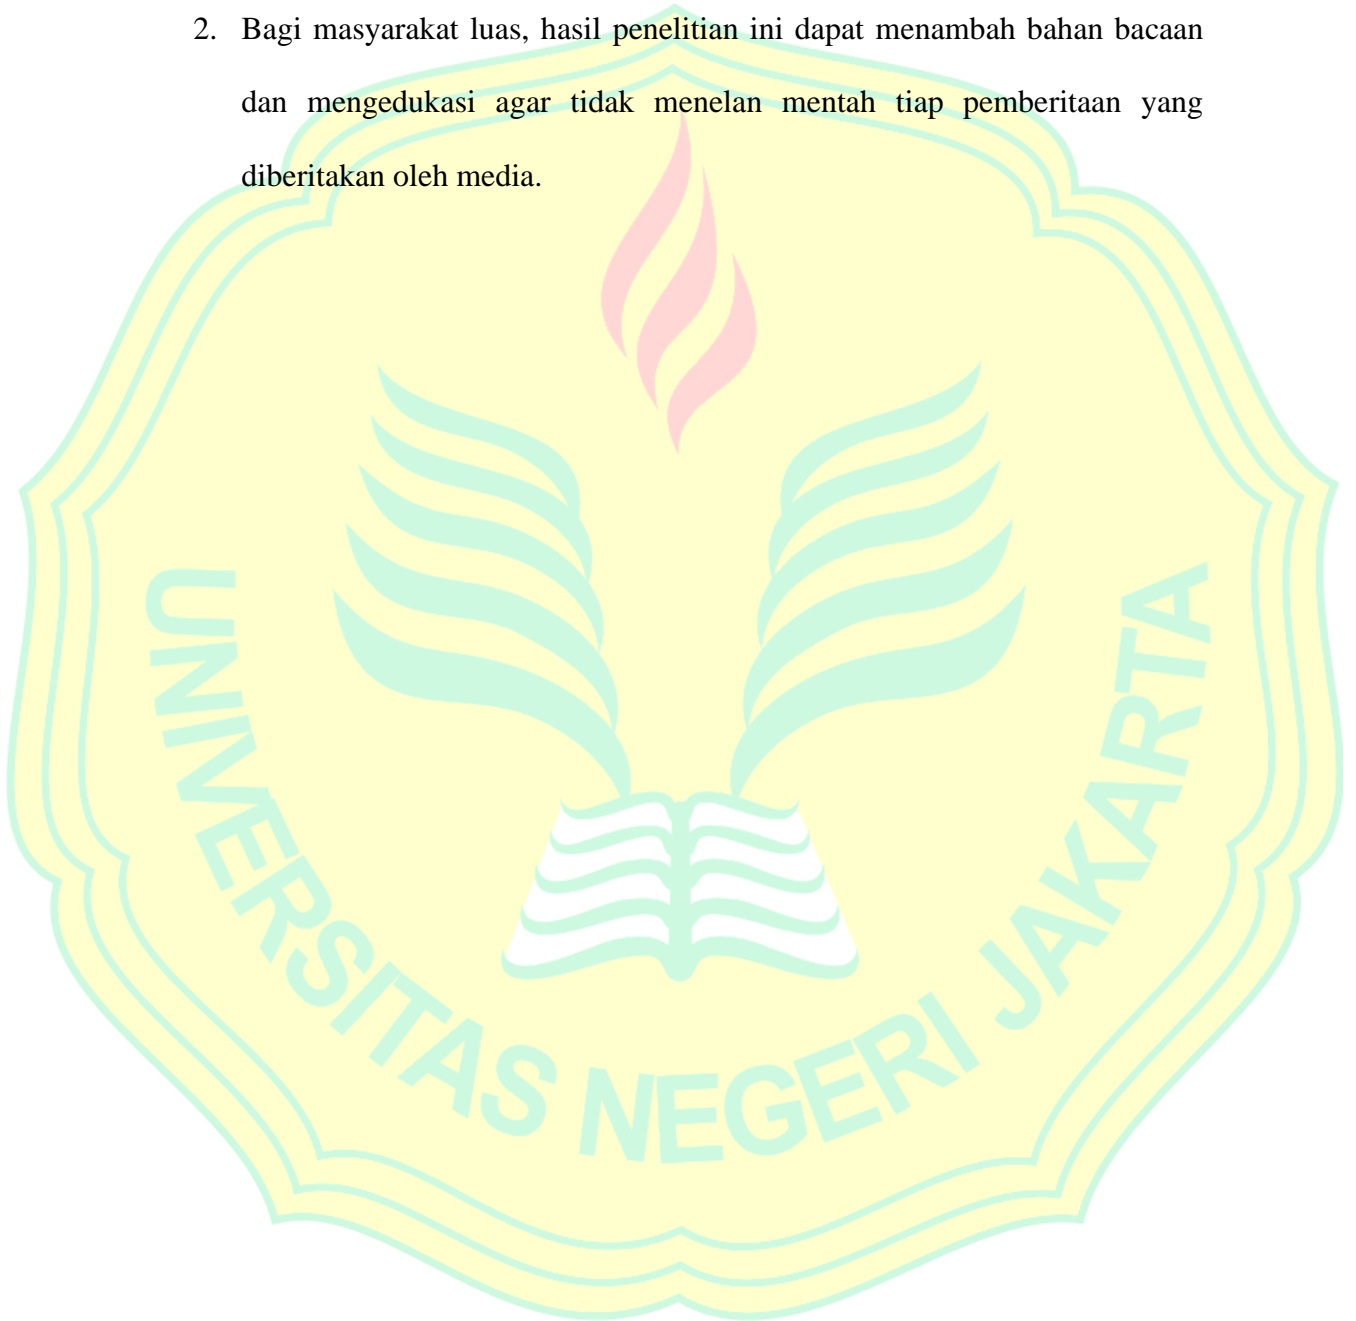 2. Bagi masyarakat luas, hasil penelitian ini dapat menambah bahan bacaan
dan mengedukasi agar tidak menelan mentah tiap pemberitaan yang
diberitakan oleh media.
UNIVERSITAS NEGERI JAKARTA